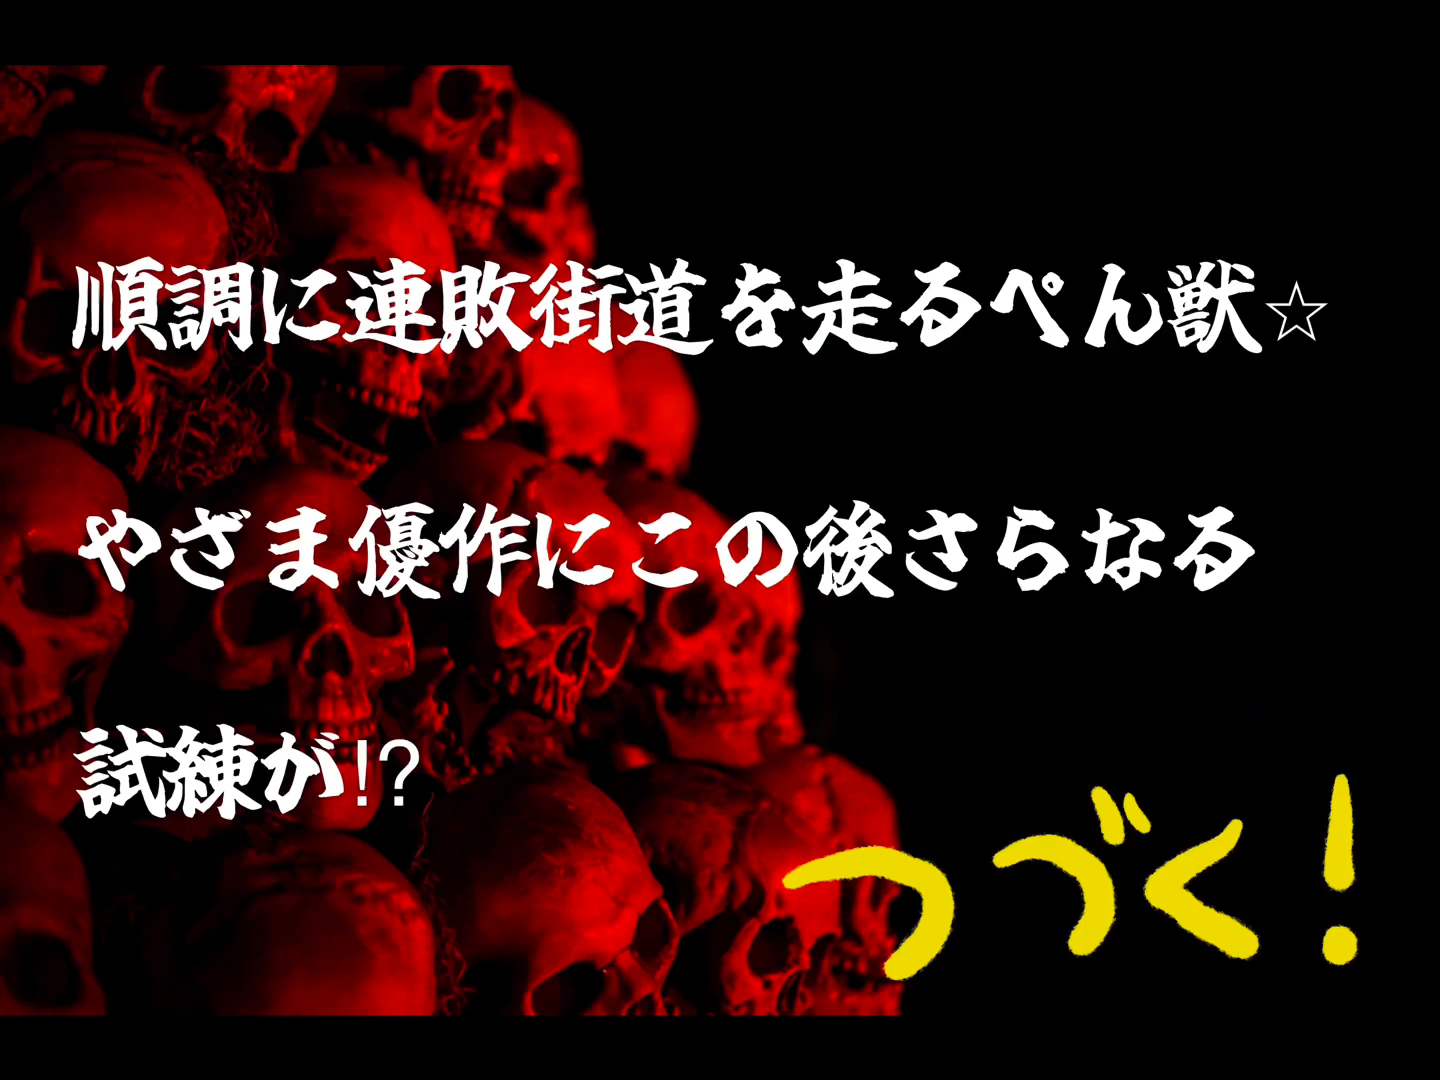 順調に連敗街道を走るぺん獣☆
やざま優作にこの後さらなる
試練が!?
つづく!